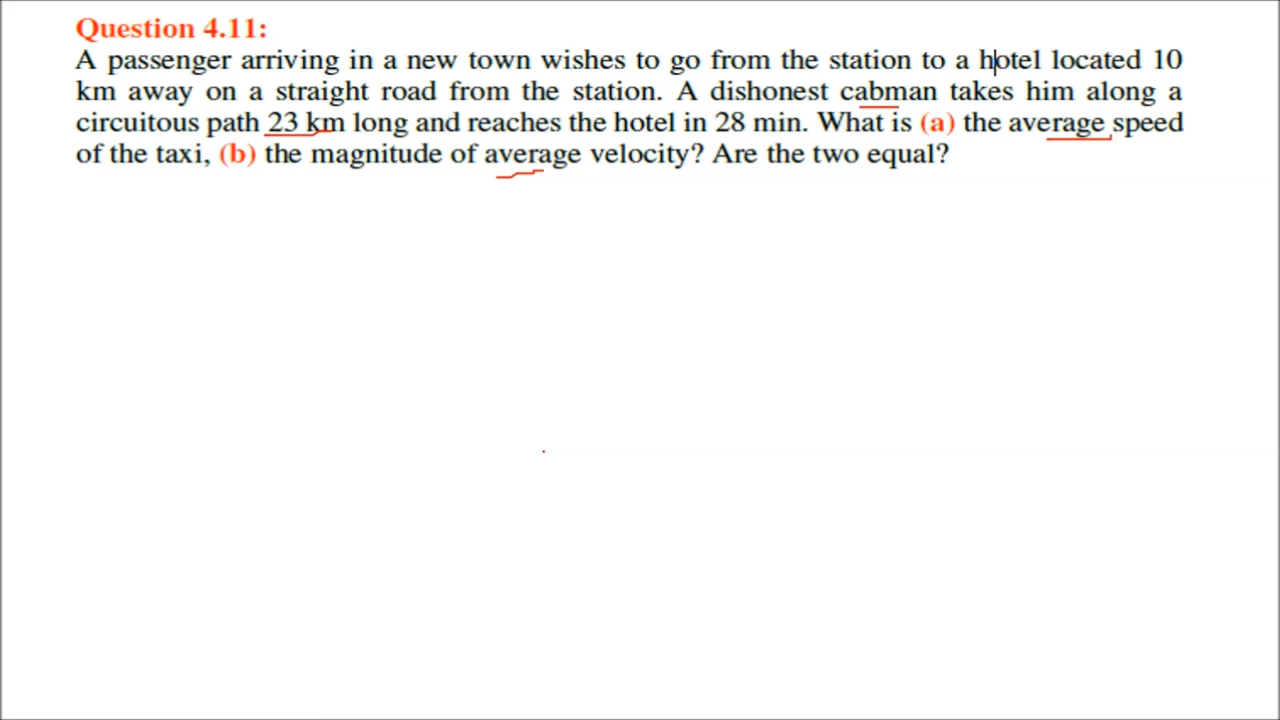 Question 4.11:
A passenger arriving in a new town wishes to go from the station to a hotel located 10
km away on a straight road from the station. A dishonest cabman takes him along a
circuitous path 23 km long and reaches the hotel in 28 min. What is (a) the average speed
of the taxi, (b) the magnitude of average velocity? Are the two equal?